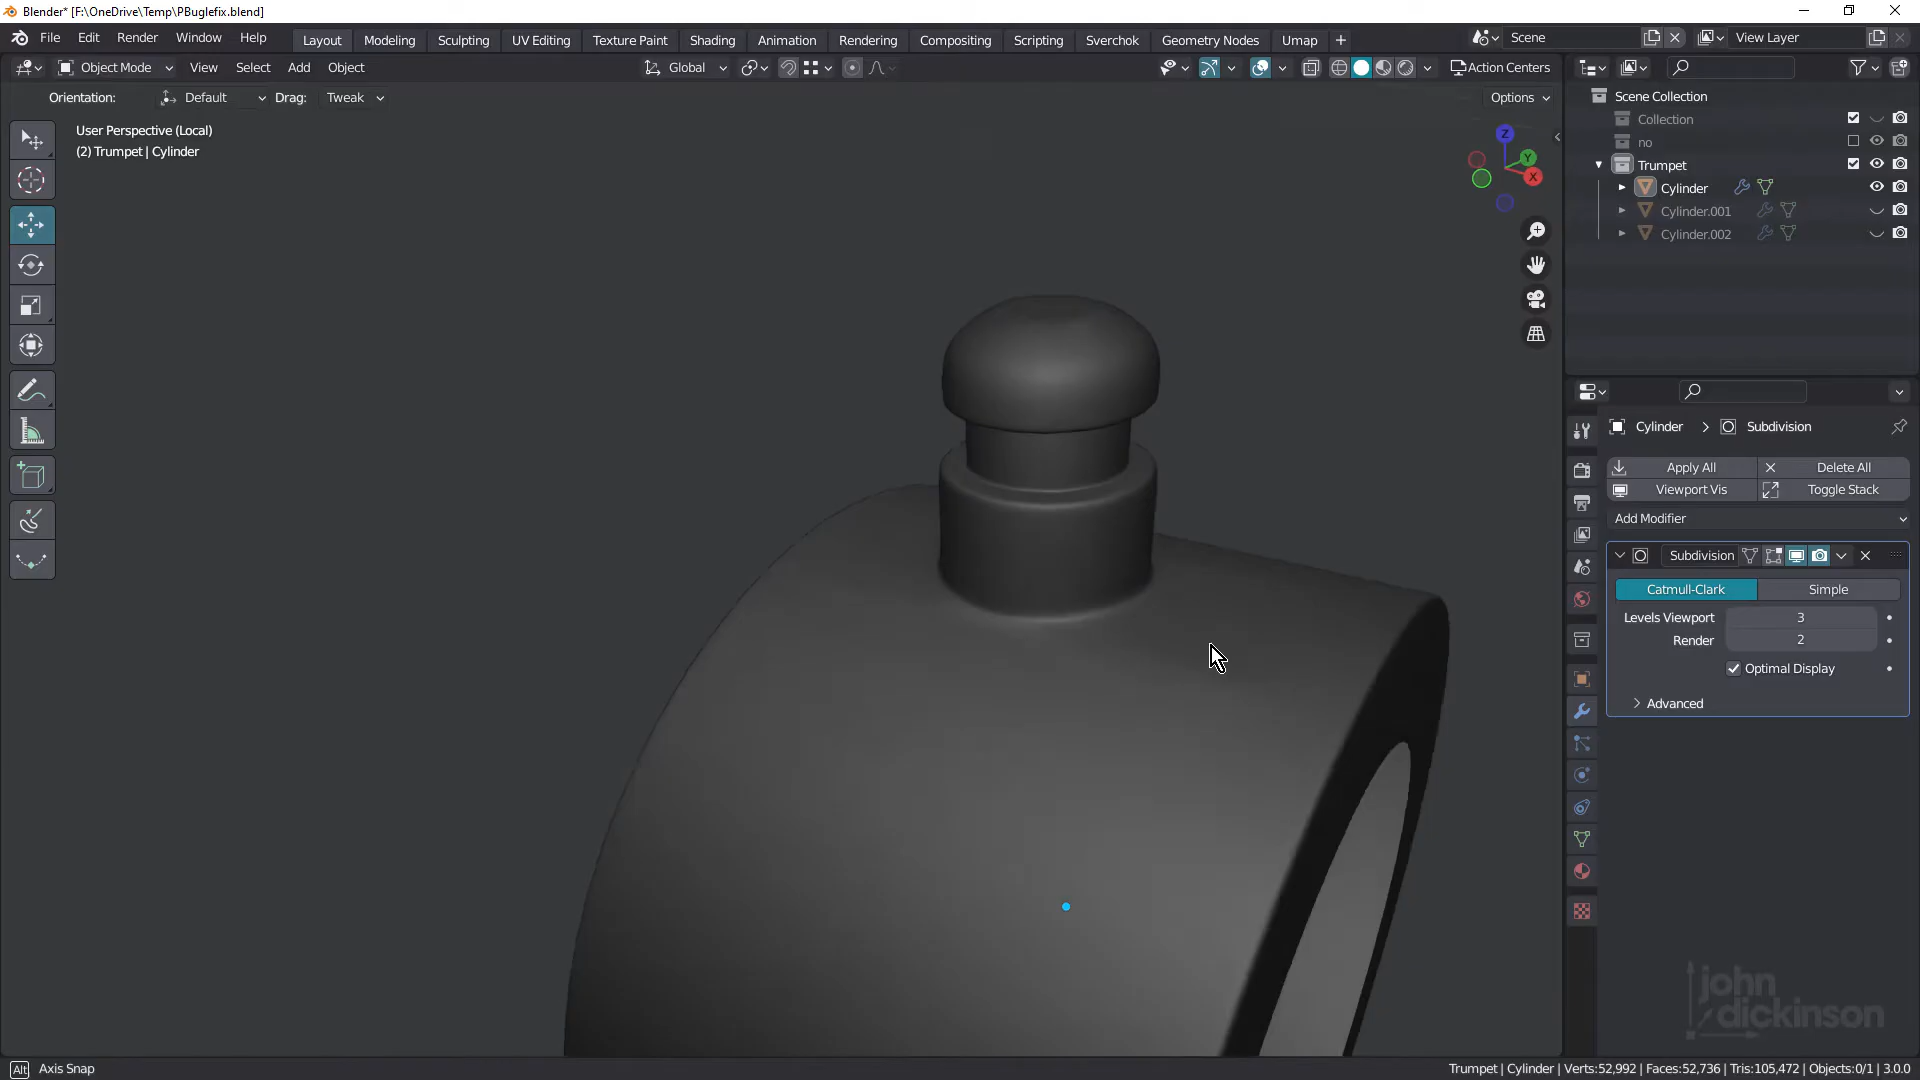 Blender* [F:\OneDrive\Temp\PBuglefix.blend]
File Edit Render Window Help Layout Modeling Sculpting UV Editing Texture Paint Shading Animation Rendering Compositing Scripting Sverchok Geometry Nodes Umap + Scene View Layer
Object Mode View Select Add Object Global Action Centers
Orientation: Default Drag: Tweak Options
User Perspective (Local)
(2) Trumpet | Cylinder
Z
Y
X
Scene Collection
Collection
no
Trumpet
Cylinder
Cylinder.001
Cylinder.002
Cylinder > Subdivision
Apply All Delete All
Viewport Vis Toggle Stack
Add Modifier
Subdivision
Catmull-Clark Simple
Levels Viewport 3
Render 2
Optimal Display
Advanced
john
dickinson
Alt Axis Snap
Trumpet | Cylinder | Verts:52,992 | Faces:52,736 | Tris:105,472 | Objects:0/1 | 3.0.0